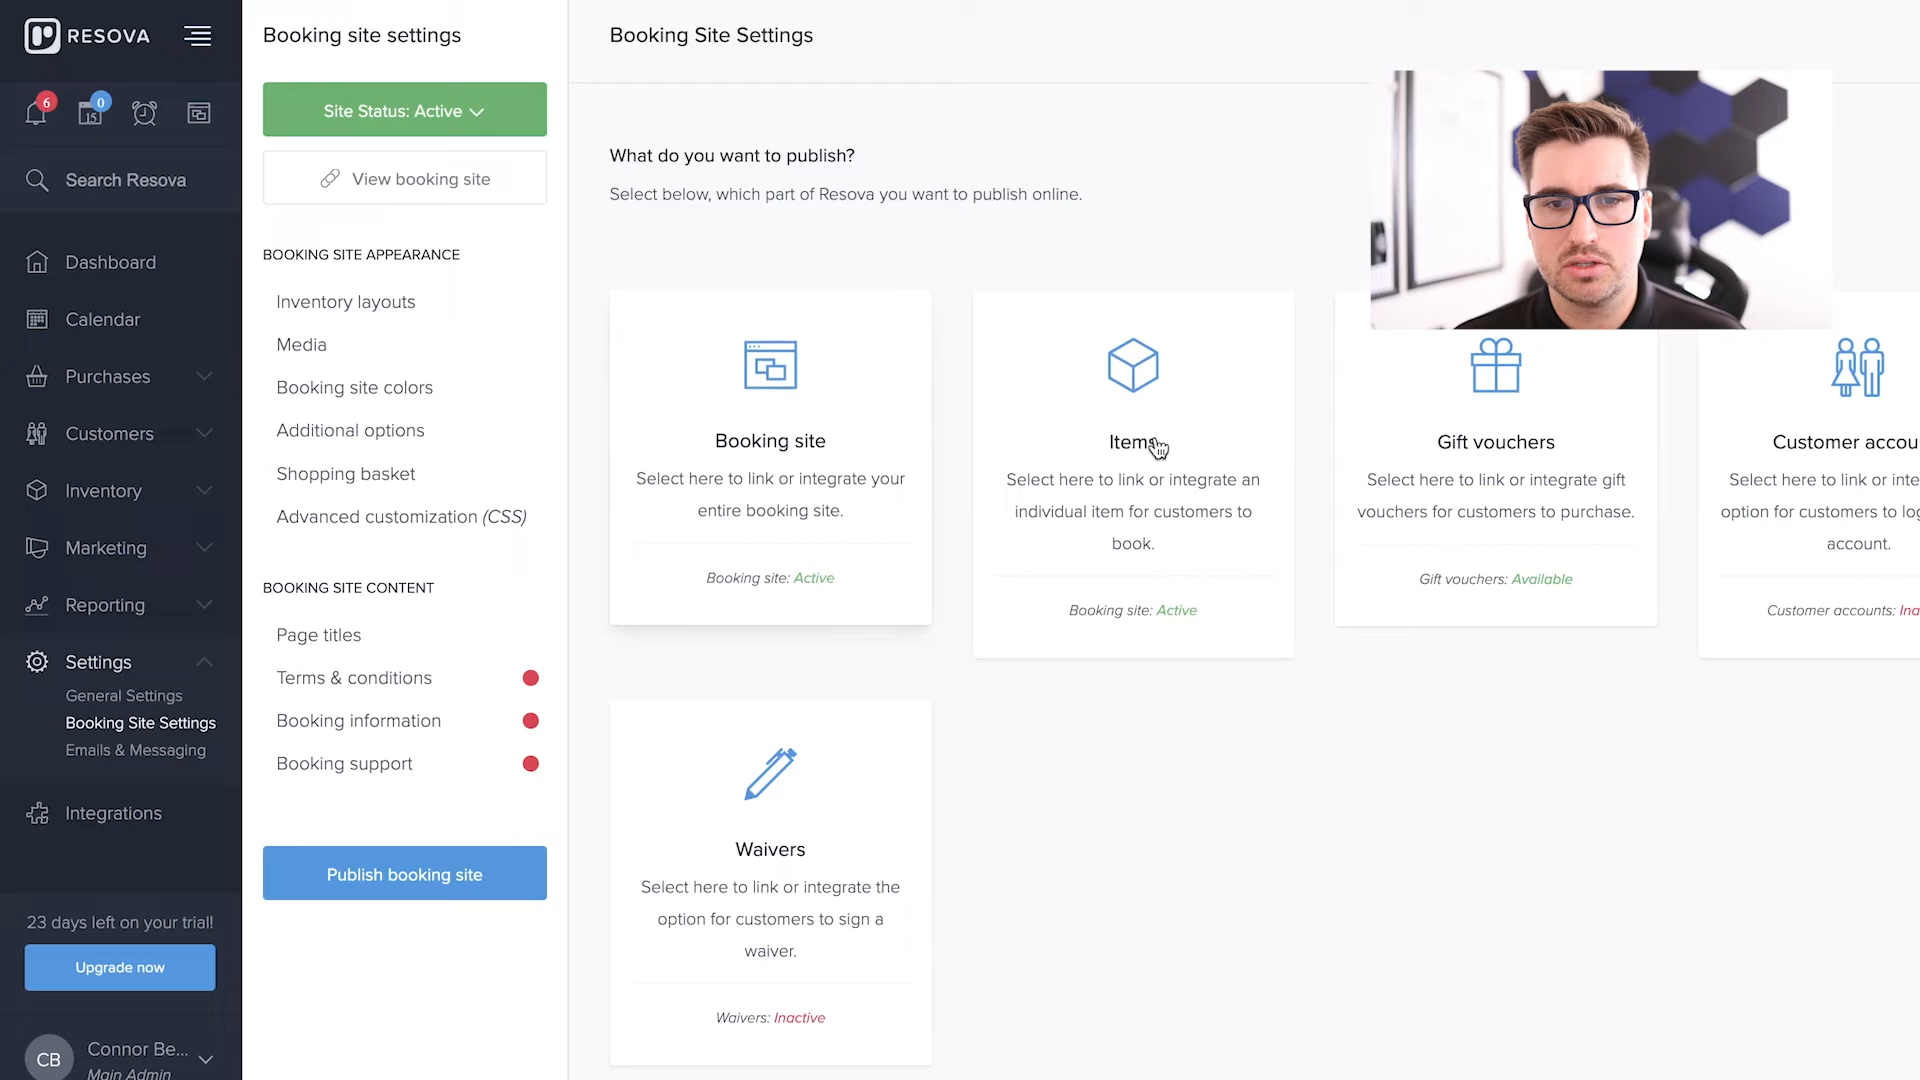 RESOVA
6
0
15
Search Resova
Dashboard
Calendar
Purchases
Customers
Inventory
Marketing
Reporting
Settings
General Settings
Booking Site Settings
Emails & Messaging
Integrations
23 days left on your trial!
Upgrade now
CB
Connor Be...
Main Admin
Booking site settings
Site Status: Active
View booking site
BOOKING SITE APPEARANCE
Inventory layouts
Media
Booking site colors
Additional options
Shopping basket
Advanced customization (CSS)
BOOKING SITE CONTENT
Page titles
Terms & conditions
Booking information
Booking support
Publish booking site
Booking Site Settings
What do you want to publish?
Select below, which part of Resova you want to publish online.
Booking site
Select here to link or integrate your
entire booking site.
Booking site: Active
Items
Select here to link or integrate an
individual item for customers to
book.
Booking site: Active
Gift vouchers
Select here to link or integrate gift
vouchers for customers to purchase.
Gift vouchers: Available
Customer accou
Select here to link or inte
option for customers to log
account.
Customer accounts: Ina
Waivers
Select here to link or integrate the
option for customers to sign a
waiver.
Waivers: Inactive